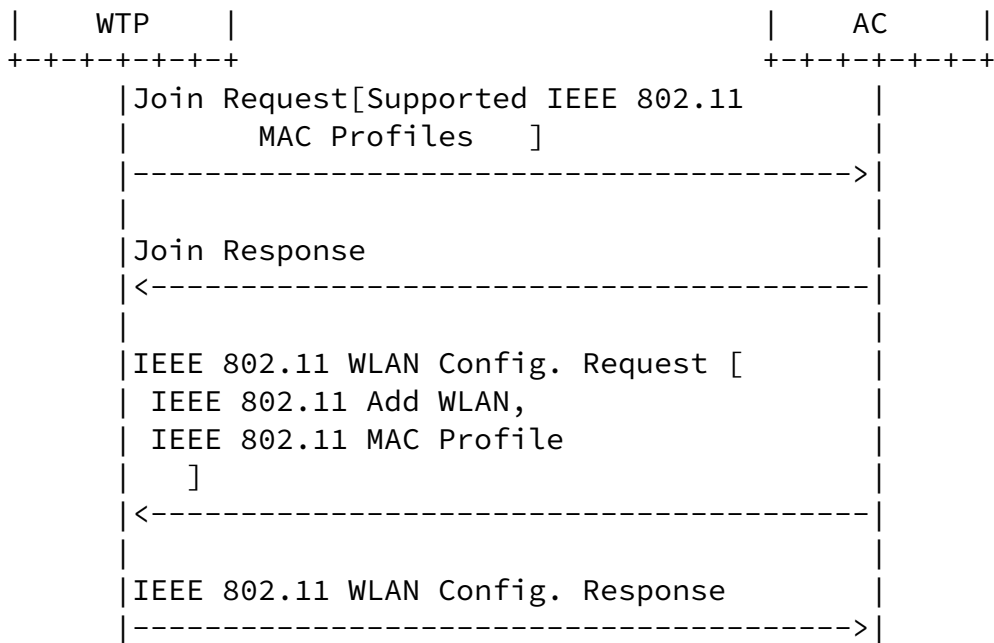 |    WTP    |                              |     AC      |
+-+-+-+-+-+-+                              +-+-+-+-+-+-+
|Join Request[Supported IEEE 802.11       |
|       MAC Profiles   ]                  |
|---------------------------------------->|
|                                         |
|Join Response                            |
|<----------------------------------------|
|                                         |
|IEEE 802.11 WLAN Config. Request [       |
| IEEE 802.11 Add WLAN,                   |
| IEEE 802.11 MAC Profile                 |
|   ]                                     |
|<----------------------------------------|
|                                         |
|IEEE 802.11 WLAN Config. Response        |
|---------------------------------------->|